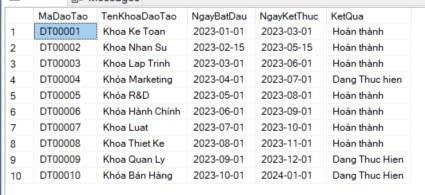 Messages
MaDaoTao TenKhoaDaoTao NgayBatDau NgayKetThuc KetQua
1 DT00001 Khoa Ke Toan 2023-01-01 2023-03-01 Hoàn thành
2 DT00002 Khoa Nhan Su 2023-02-15 2023-05-15 Hoàn thành
3 DT00003 Khoa Lap Trinh 2023-03-01 2023-06-01 Hoàn thành
4 DT00004 Khóa Marketing 2023-04-01 2023-07-01 Dang Thuc hien
5 DT00005 Khóa R&D 2023-05-01 2023-08-01 Hoàn thành
6 DT00006 Khóa Hành Chính 2023-06-01 2023-09-01 Hoàn thành
7 DT00007 Khoa Luat 2023-07-01 2023-10-01 Hoàn thành
8 DT00008 Khoa Thiet Ke 2023-08-01 2023-11-01 Hoàn thành
9 DT00009 Khoa Quan Ly 2023-09-01 2023-12-01 Dang Thuc Hien
10 DT00010 Khóa Bán Hàng 2023-10-01 2024-01-01 Dang Thuc Hien